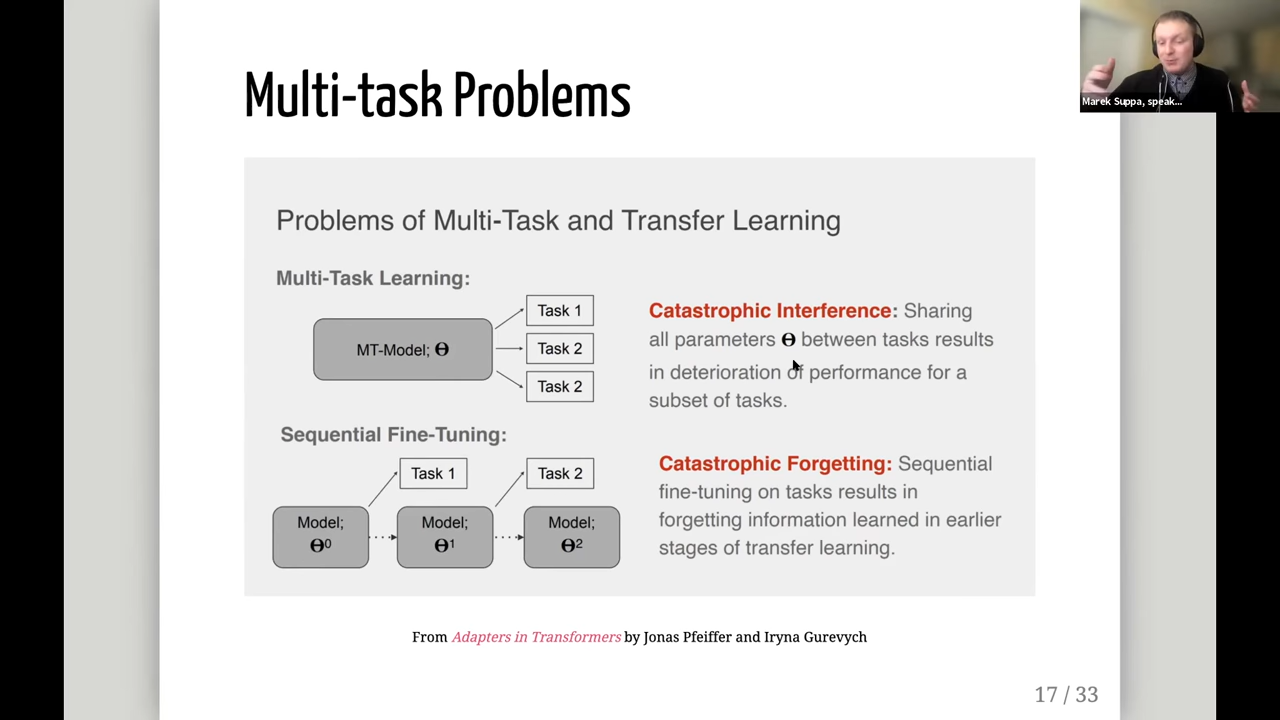 Multi-task Problems
Marek Suppa, speak...
Problems of Multi-Task and Transfer Learning
Multi-Task Learning:
MT-Model; Θ
Task 1
Task 2
Task 2
Catastrophic Interference: Sharing
all parameters Θ between tasks results
in deterioration of performance for a
subset of tasks.
Sequential Fine-Tuning:
Task 1
Task 2
Model;
Θ0
Model;
Θ1
Model;
Θ2
Catastrophic Forgetting: Sequential
fine-tuning on tasks results in
forgetting information learned in earlier
stages of transfer learning.
From Adapters in Transformers by Jonas Pfeiffer and Iryna Gurevych
17 / 33